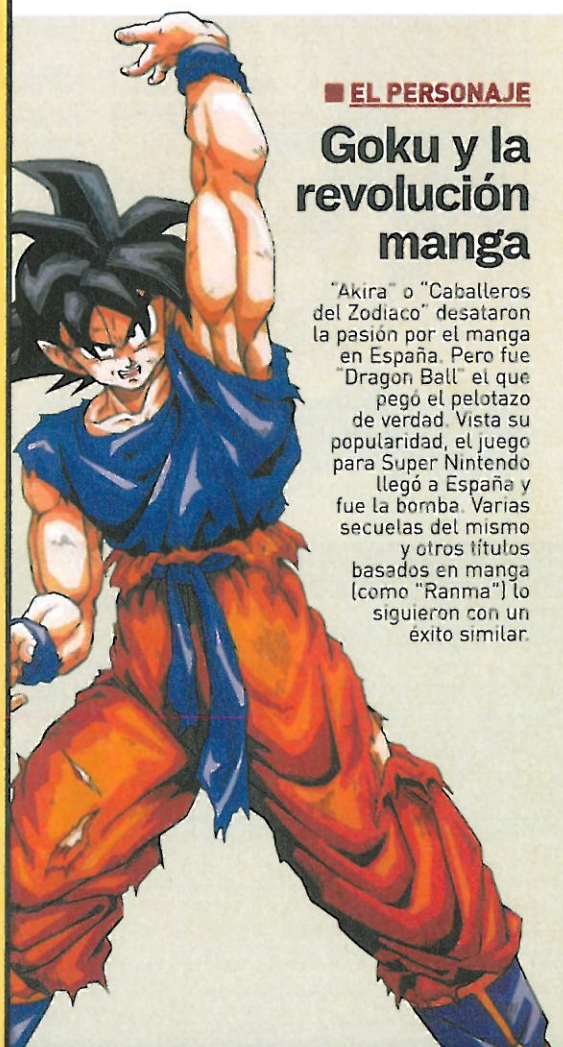 EL PERSONAJE
Goku y la
revolución
manga
"Akira" o "Caballeros
del Zodiaco" desataron
la pasión por el manga
en España. Pero fue
"Dragon Ball" el que
pegó el pelotazo
de verdad. Vista su
popularidad, el juego
para Super Nintendo
llegó a España y
fue la bomba. Varias
secuelas del mismo
y otros títulos
basados en manga
(como "Ranma") lo
siguieron con un
éxito similar.